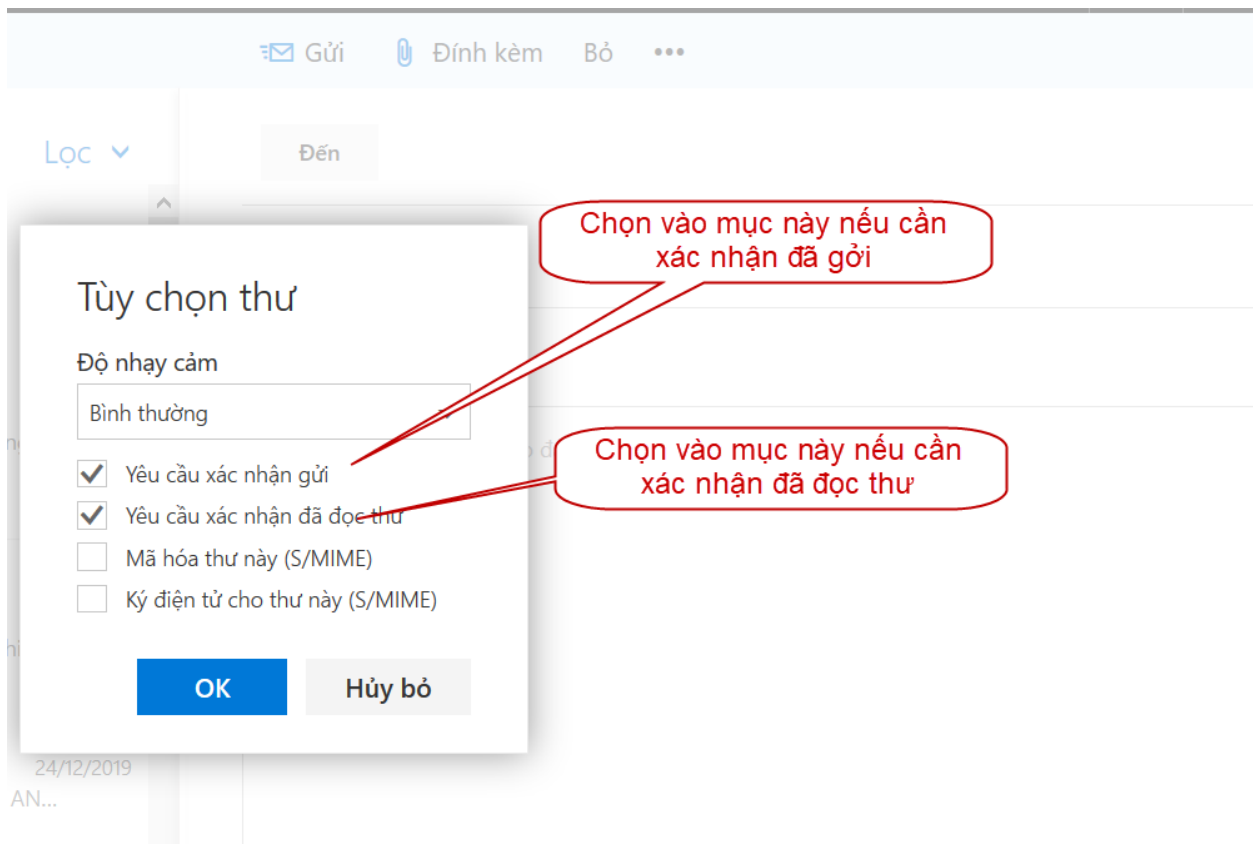 Gửi Đính kèm Bỏ •••
Lọc
Đến
Chọn vào mục này nếu cần
xác nhận đã gởi
Tùy chọn thư
Độ nhạy cảm
Bình thường
Chọn vào mục này nếu cần
xác nhận đã đọc thư
Yêu cầu xác nhận gửi
Yêu cầu xác nhận đã đọc thư
Mã hóa thư này (S/MIME)
Ký điện tử cho thư này (S/MIME)
OK Hủy bỏ
24/12/2019
AN...